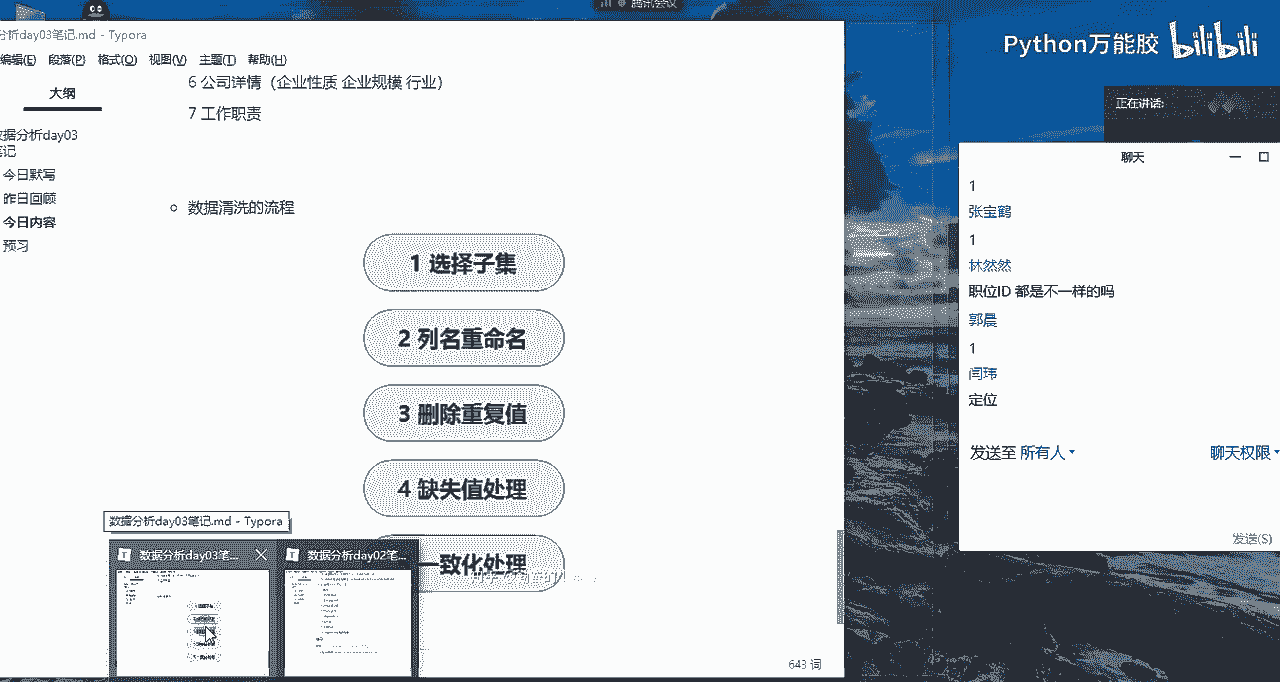 腾讯会议
分析day03笔记.md - Typora
编辑(E) 段落(P) 格式(O) 视图(V) 主题(T) 帮助(H)
大纲
数据分析day03
笔记
今日默写
昨日回顾
今日内容
预习
6 公司详情（企业性质 企业规模 行业）
7 工作职责
数据清洗的流程
1 选择子集
2 列名重命名
3 删除重复值
4 缺失值处理
一致化处理
数据分析day03笔记.md - Typora
数据分析day03笔...
数据分析day02笔...
643 词
Python万能胶 bilibili
正在讲话:
聊天
1
张宝鹤
1
林然然
职位ID 都是不一样的吗
郭晨
1
闫玮
定位
发送至 所有人
聊天权限
发送(S)